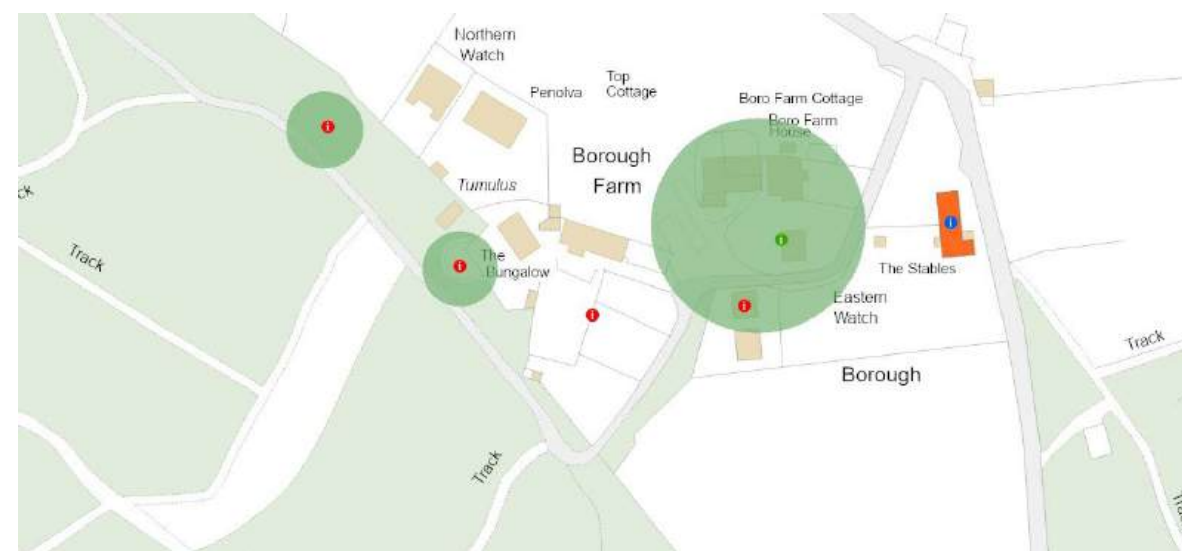 Northern
Watch
Penolva
Top
Cottage
Boro Farm Cottage
Boro Farm
House
Borough
Farm
Tumulus
ck
Track
The
Bungalow
The Stables
Eastern
Watch
Track
Borough
Track